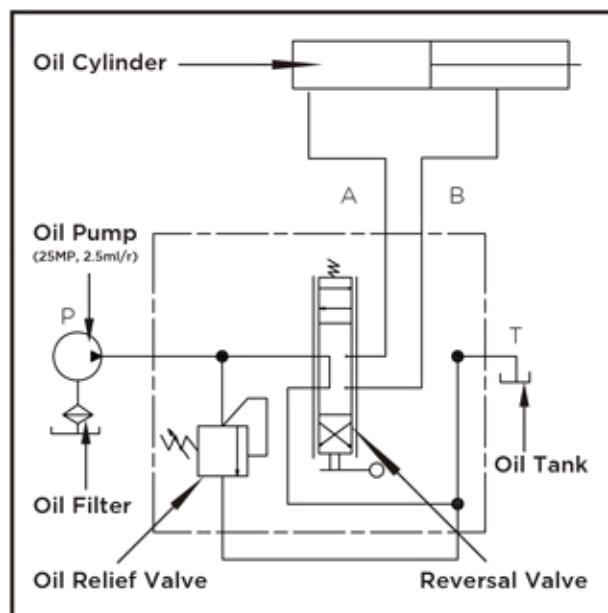 Oil Cylinder
A
B
Oil Pump
(25MP, 2.5ml/r)
P
T
Oil Tank
Oil Filter
Oil Relief Valve
Reversal Valve